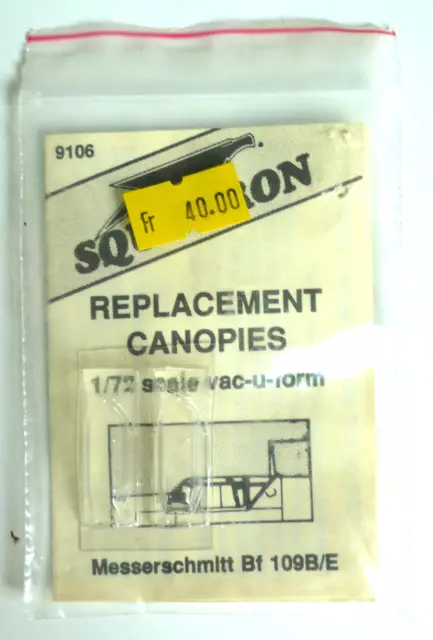 9106
Fr 40.00
SQU RON
REPLACEMENT
CANOPIES
1/72 scale vac-u-form
Messerschmitt Bf 109B/E